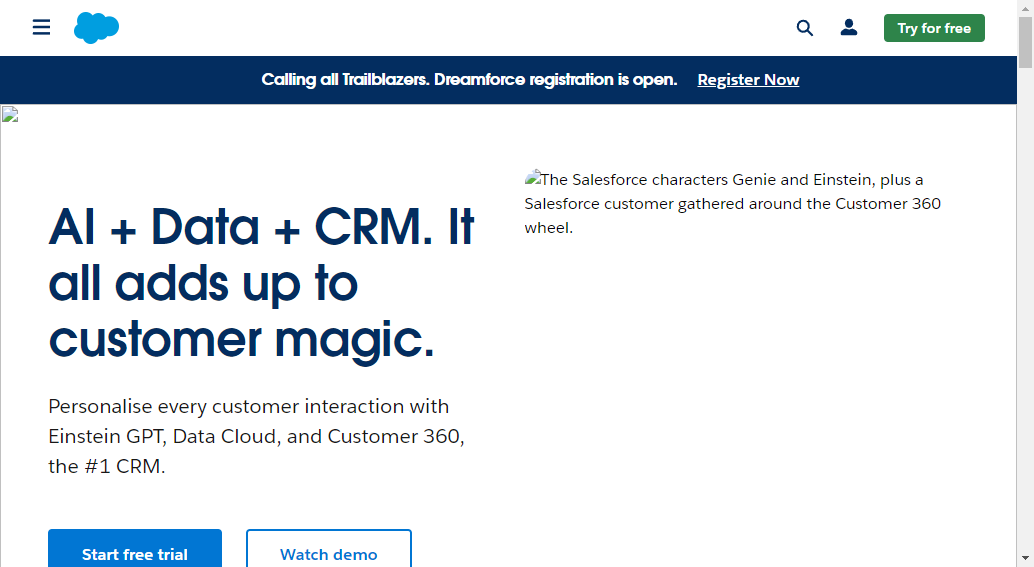 Try for free
Calling all Trailblazers. Dreamforce registration is open. Register Now
The Salesforce characters Genie and Einstein, plus a
Salesforce customer gathered around the Customer 360
wheel.
AI + Data + CRM. It
all adds up to
customer magic.
Personalise every customer interaction with
Einstein GPT, Data Cloud, and Customer 360,
the #1 CRM.
Start free trial
Watch demo